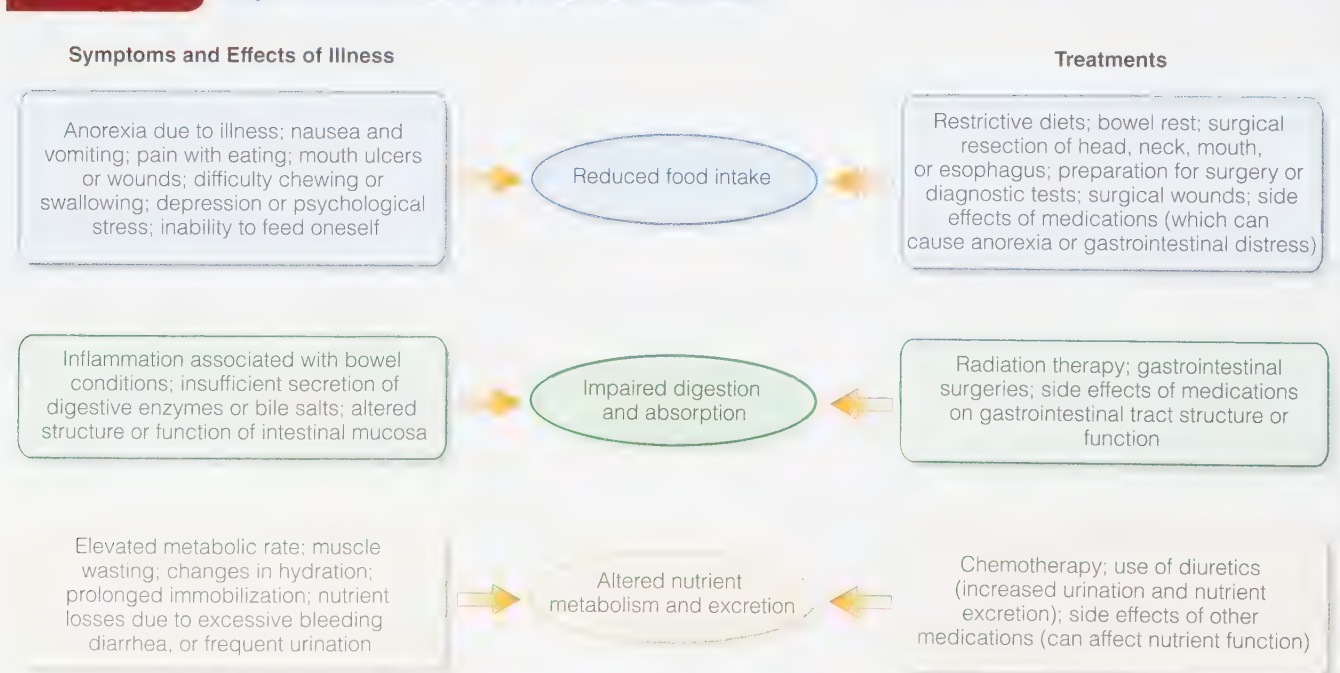 Symptoms and Effects of Illness
Treatments
Anorexia due to illness; nausea and
vomiting; pain with eating; mouth ulcers
or wounds; difficulty chewing or
swallowing; depression or psychological
stress; inability to feed oneself
Reduced food intake
Restrictive diets; bowel rest; surgical
resection of head, neck, mouth,
or esophagus; preparation for surgery or
diagnostic tests; surgical wounds; side
effects of medications (which can
cause anorexia or gastrointestinal distress)
Inflammation associated with bowel
conditions; insufficient secretion of
digestive enzymes or bile salts; altered
structure or function of intestinal mucosa
Impaired digestion
and absorption
Radiation therapy; gastrointestinal
surgeries; side effects of medications
on gastrointestinal tract structure or
function
Elevated metabolic rate; muscle
wasting; changes in hydration;
prolonged immobilization; nutrient
losses due to excessive bleeding
diarrhea, or frequent urination
Altered nutrient
metabolism and excretion
Chemotherapy; use of diuretics
(increased urination and nutrient
excretion); side effects of other
medications (can affect nutrient function)